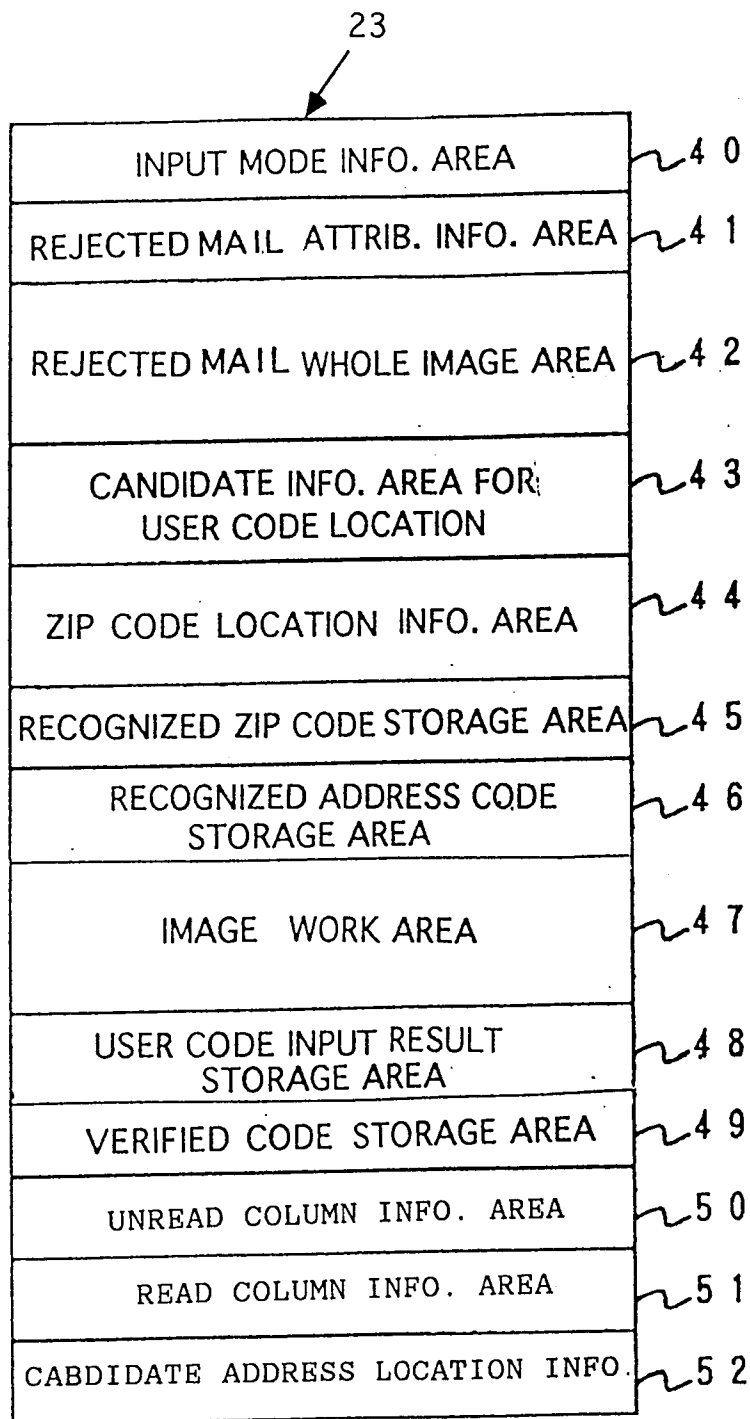 23
INPUT MODE INFO. AREA 40
REJECTED MAIL ATTRIB. INFO. AREA 41
REJECTED MAIL WHOLE IMAGE AREA 42
CANDIDATE INFO. AREA FOR 43
USER CODE LOCATION
ZIP CODE LOCATION INFO. AREA 44
RECOGNIZED ZIP CODE STORAGE AREA 45
RECOGNIZED ADDRESS CODE 46
STORAGE AREA
IMAGE WORK AREA 47
USER CODE INPUT RESULT 48
STORAGE AREA
VERIFIED CODE STORAGE AREA 49
UNREAD COLUMN INFO. AREA 50
READ COLUMN INFO. AREA 51
CABDIDATE ADDRESS LOCATION INFO. 52